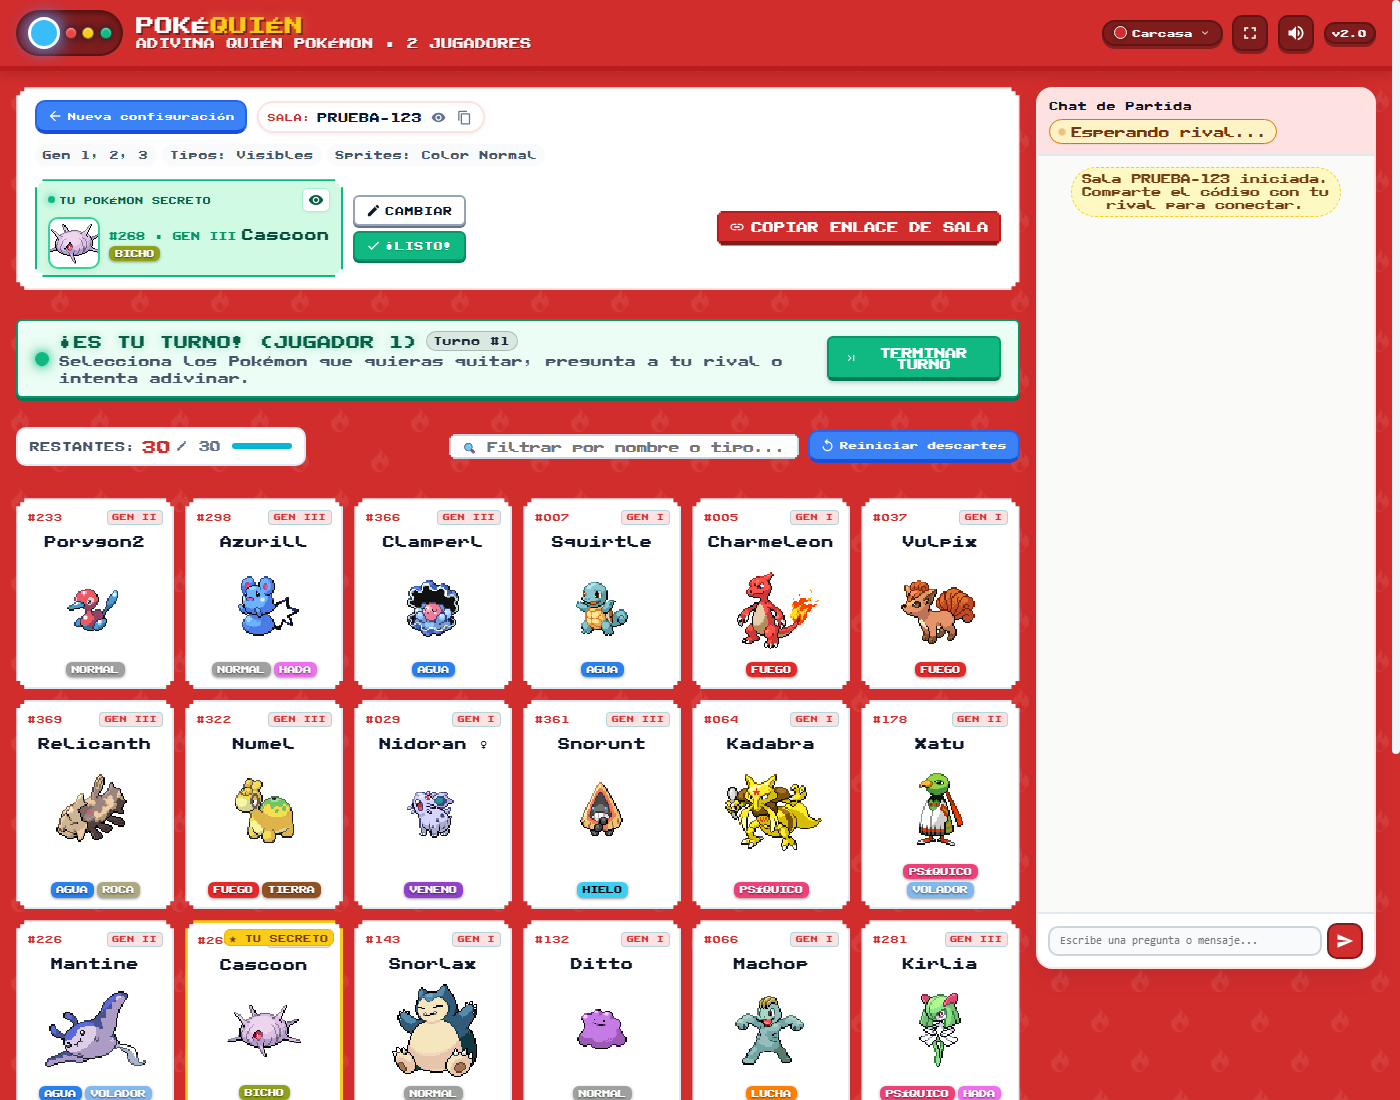 POKéQUIéN
ADIVINA QUIéN POKéMON · 2 JUGADORES
Carcasa
v2.0
Nueva configuración
SALA: PRUEBA-123
Gen 1, 2, 3
Tipos: Visibles
Sprites: Color Normal
TU POKéMON SECRETO
#268 · GEN III Cascoon
BICHO
CAMBIAR
¡LISTO!
COPIAR ENLACE DE SALA
¡ES TU TURNO! (JUGADOR 1)
Turno #1
Selecciona los Pokémon que quieras quitar, pregunta a tu rival o
intenta adivinar.
TERMINAR
TURNO
RESTANTES: 30 / 30
Filtrar por nombre o tipo...
Reiniciar descartes
#233 GEN II
Porygon2
NORMAL
#298 GEN III
Azurill
NORMAL HADA
#366 GEN III
Clamperl
AGUA
#007 GEN I
Squirtle
AGUA
#005 GEN I
Charmeleon
FUEGO
#037 GEN I
Vulpix
FUEGO
#369 GEN III
Relicanth
AGUA ROCA
#322 GEN III
Numel
FUEGO TIERRA
#029 GEN I
Nidoran ♀
VENENO
#361 GEN III
Snorunt
HIELO
#064 GEN I
Kadabra
PSíQUICO
#178 GEN II
Xatu
PSíQUICO
VOLADOR
#226 GEN II
Mantine
AGUA VOLADOR
#26 ★ TU SECRETO
Cascoon
BICHO
#143 GEN I
Snorlax
NORMAL
#132 GEN I
Ditto
NORMAL
#066 GEN I
Machop
LUCHA
#281 GEN III
Kirlia
PSíQUICO HADA
Chat de Partida
Esperando rival...
Sala PRUEBA-123 iniciada.
Comparte el código con tu
rival para conectar.
Escribe una pregunta o mensaje...